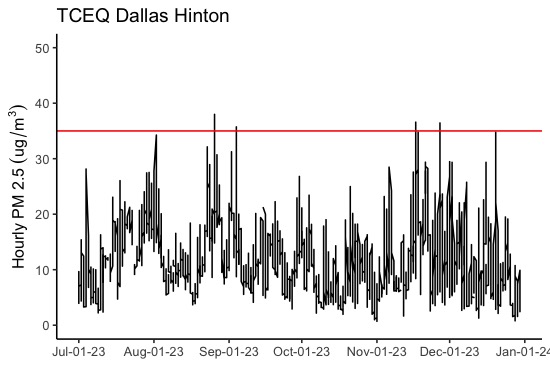 TCEQ Dallas Hinton
Hourly PM 2.5 (ug/m³)
50
40
30
20
10
0
Jul-01-23 Aug-01-23 Sep-01-23 Oct-01-23 Nov-01-23 Dec-01-23 Jan-01-24